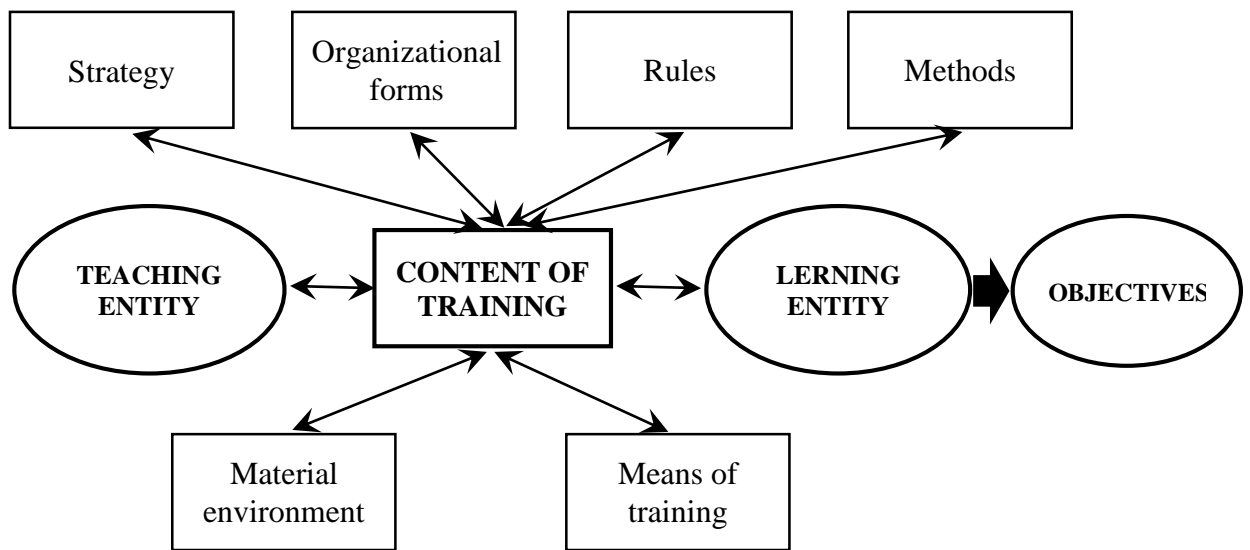 Strategy
Organizational
forms
Rules
Methods
TEACHING
ENTITY
CONTENT OF
TRAINING
LERNING
ENTITY
OBJECTIVES
Material
environment
Means of
training